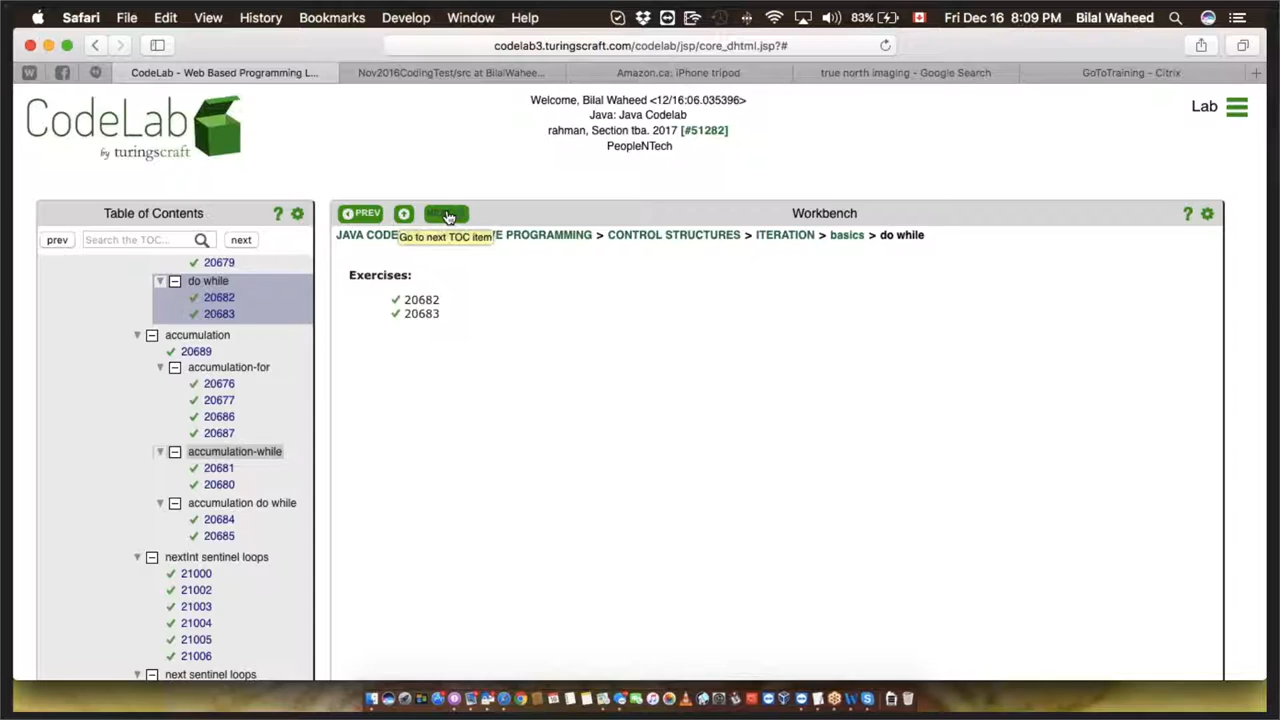 Safari File Edit View History Bookmarks Develop Window Help 83% Fri Dec 16 8:09 PM Bilal Waheed
codelab3.turingscraft.com/codelab/jsp/core_dhtml.jsp?#
CodeLab - Web Based Programming L... Nov2016CodingTest/src at BilalWahee... Amazon.ca: iPhone tripod true north imaging - Google Search GoToTraining - Citrix
CodeLab
by turingscraft
Welcome, Bilal Waheed <12/16:06.035396>
Java: Java Codelab
rahman, Section tba. 2017 [#51282]
PeopleNTech
Lab
Table of Contents ?
prev Search the TOC... next
20679
do while
20682
20683
accumulation
20689
accumulation-for
20676
20677
20686
20687
accumulation-while
20681
20680
accumulation do while
20684
20685
nextInt sentinel loops
21000
21002
21003
21004
21005
21006
next sentinel loops
PREV Workbench ?
Go to next TOC item
JAVA CODE VE PROGRAMMING > CONTROL STRUCTURES > ITERATION > basics > do while
Exercises:
20682
20683